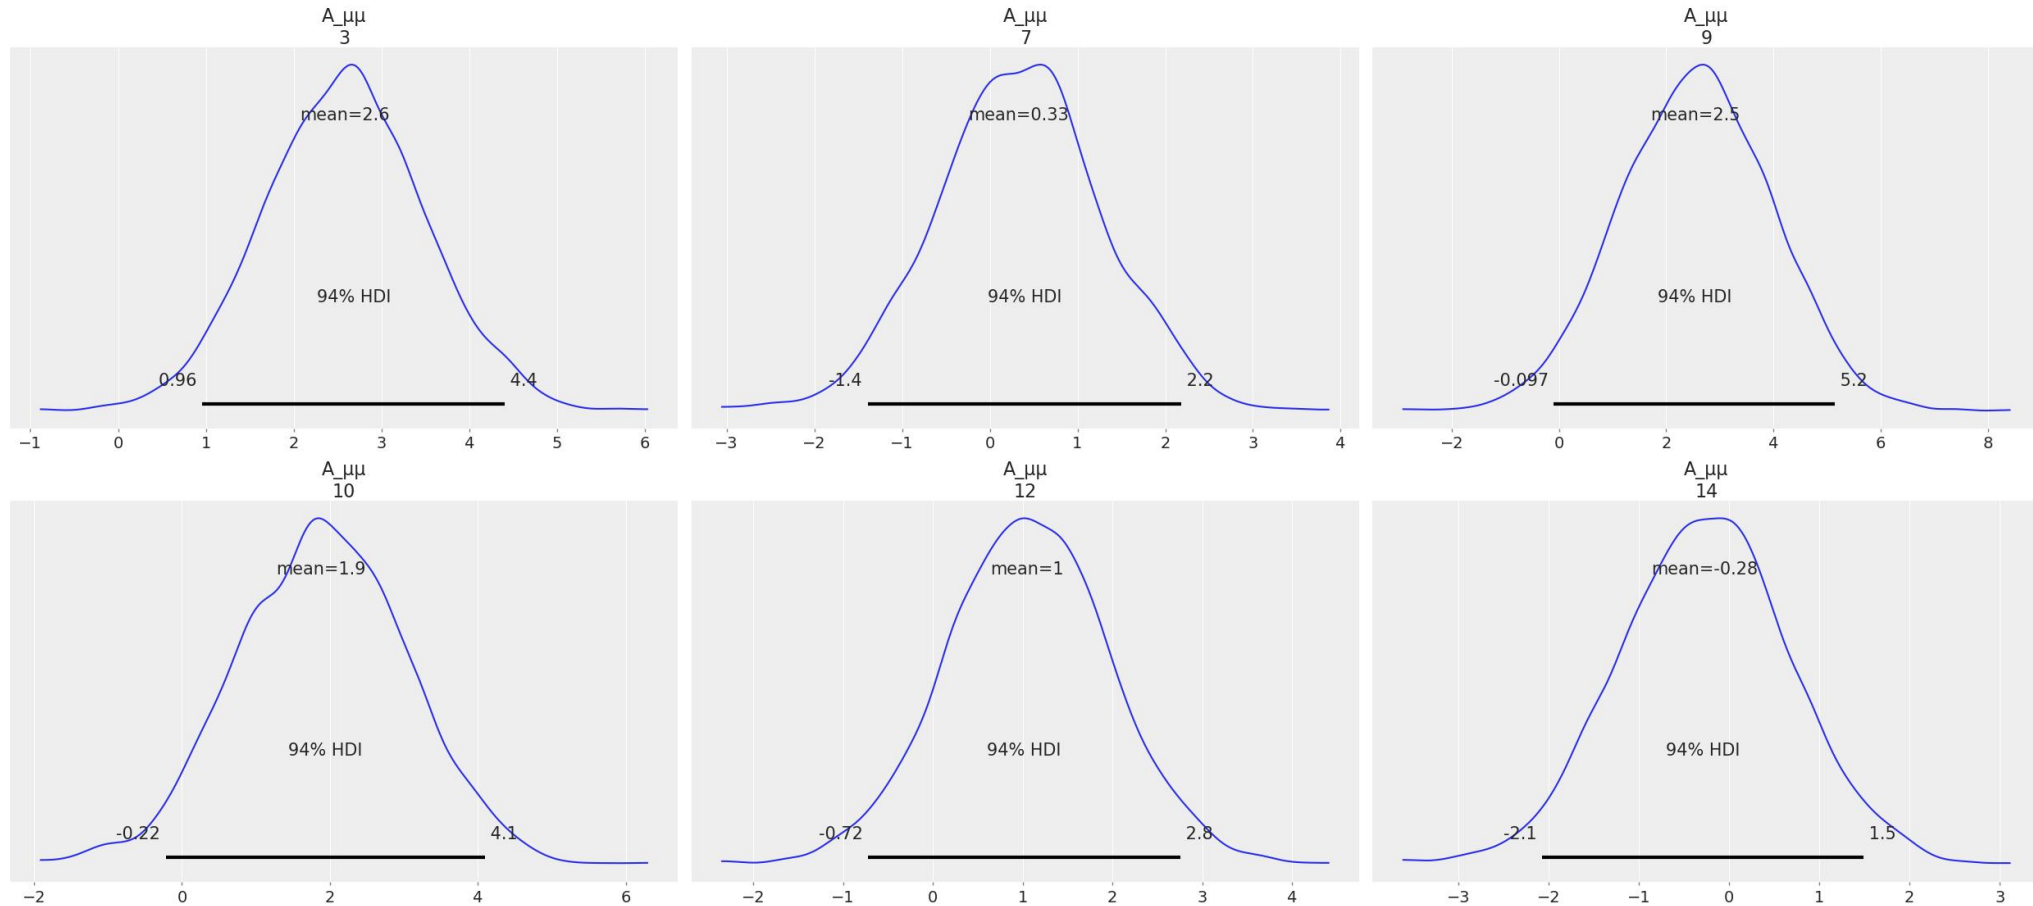 A_μμ
3
mean=2.6
94% HDI
0.96 4.4
−1 0 1 2 3 4 5 6
A_μμ
7
mean=0.33
94% HDI
-1.4 2.2
−3 −2 −1 0 1 2 3 4
A_μμ
9
mean=2.5
94% HDI
-0.097 5.2
−2 0 2 4 6 8
A_μμ
10
mean=1.9
94% HDI
-0.22 4.1
−2 0 2 4 6
A_μμ
12
mean=1
94% HDI
-0.72 2.8
−2 −1 0 1 2 3 4
A_μμ
14
mean=-0.28
94% HDI
-2.1 1.5
−3 −2 −1 0 1 2 3